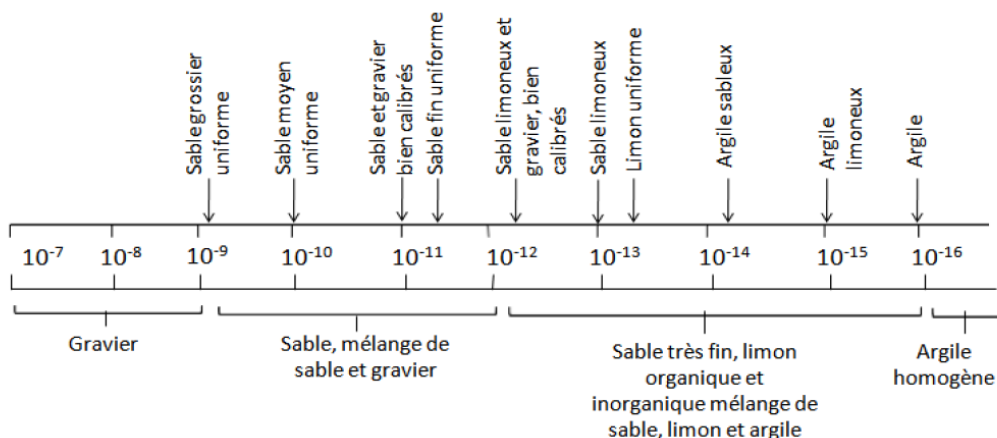 Sable grossier
uniforme
Sable moyen
uniforme
Sable et gravier
bien calibrés
Sable fin uniforme
Sable limoneux et
gravier, bien
calibrés
Sable limoneux
Limon uniforme
Argile sableux
Argile
limoneux
Argile
10⁻⁷ 10⁻⁸ 10⁻⁹ 10⁻¹⁰ 10⁻¹¹ 10⁻¹² 10⁻¹³ 10⁻¹⁴ 10⁻¹⁵ 10⁻¹⁶
Gravier
Sable, mélange de
sable et gravier
Sable très fin, limon
organique et
inorganique mélange de
sable, limon et argile
Argile
homogène